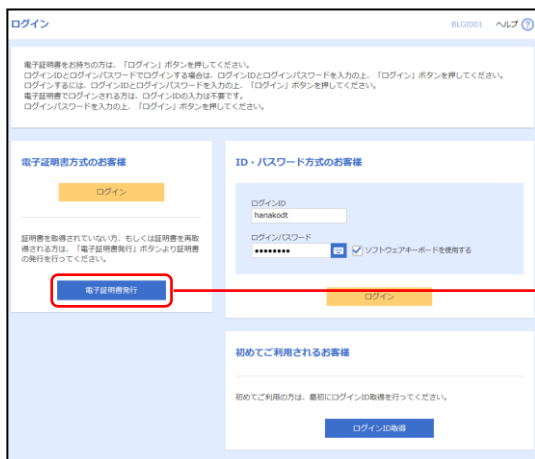 ログイン
BLGI001 ヘルプ ?
電子証明書をお持ちの方は、「ログイン」ボタンを押してください。
ログインIDとログインパスワードでログインする場合は、ログインIDとログインパスワードを入力の上、「ログイン」ボタンを押してください。
ログインするには、ログインIDとログインパスワードを入力の上、「ログイン」ボタンを押してください。
電子証明書でログインされる方は、ログインIDの入力は不要です。
ログインパスワードを入力の上、「ログイン」ボタンを押してください。
電子証明書方式のお客様
ログイン
証明書を取得されていない方、もしくは証明書を再取
得される方は、「電子証明書発行」ボタンより証明書
の発行を行ってください。
電子証明書発行
ID・パスワード方式のお客様
ログインID
hanakodt
ログインパスワード
••••••••
ソフトウェアキーボードを使用する
ログイン
初めてご利用されるお客様
初めてご利用の方は、最初にログインID取得を行ってください。
ログインID取得